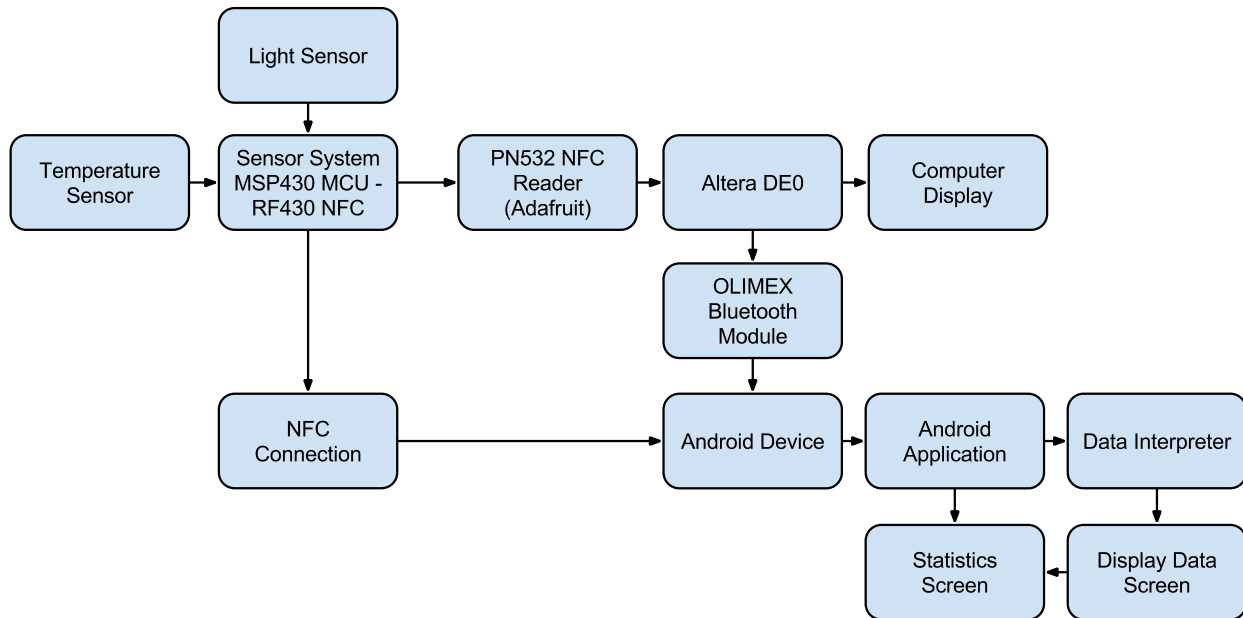 Light Sensor
Temperature
Sensor
Sensor System
MSP430 MCU -
RF430 NFC
PN532 NFC
Reader
(Adafruit)
Altera DE0
Computer
Display
OLIMEX
Bluetooth
Module
NFC
Connection
Android Device
Android
Application
Data Interpreter
Statistics
Screen
Display Data
Screen